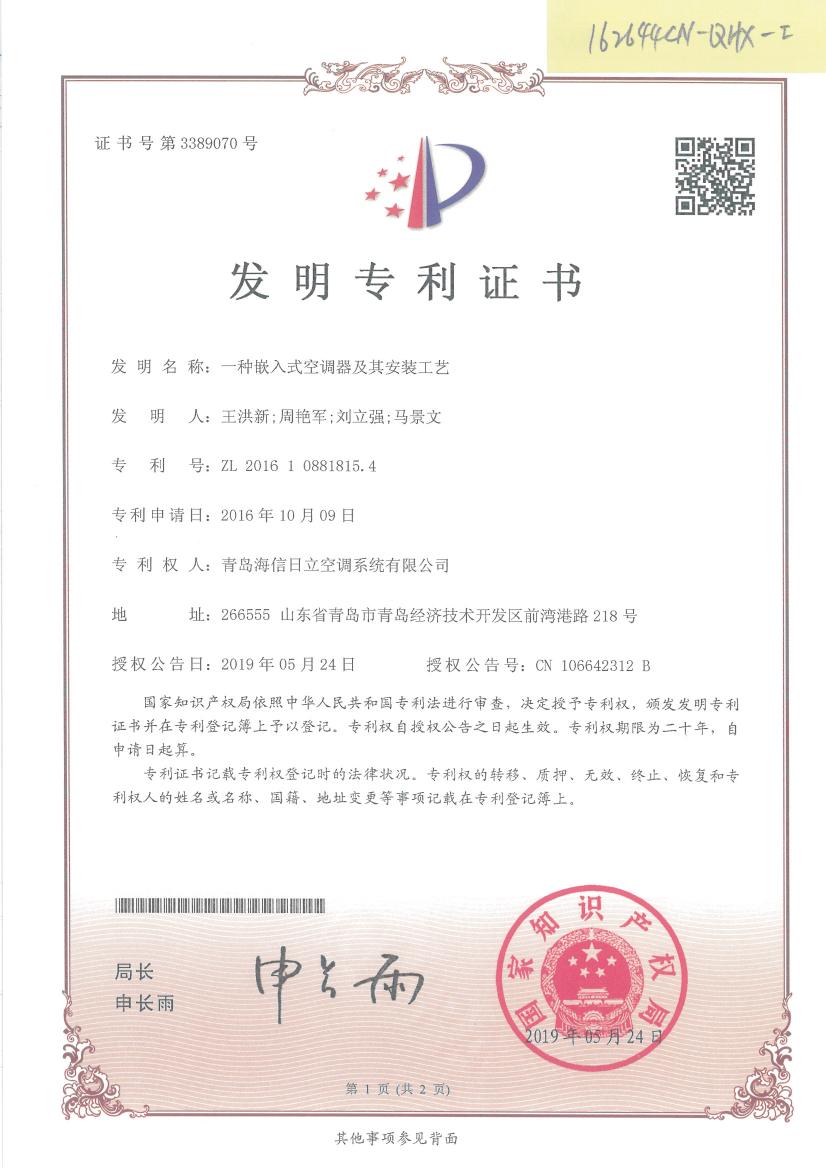 162644CN-QHX-I
证书号第3389070号
发明专利证书
发明名称：一种嵌入式空调器及其安装工艺
发明人：王洪新;周艳军;刘立强;马景文
专利号：ZL 2016 1 0881815.4
专利申请日：2016年10月09日
专利权人：青岛海信日立空调系统有限公司
地址：266555 山东省青岛市青岛经济技术开发区前湾港路218号
授权公告日：2019年05月24日 授权公告号：CN 106642312 B
国家知识产权局依照中华人民共和国专利法进行审查，决定授予专利权，颁发发明专利
证书并在专利登记簿上予以登记。专利权自授权公告之日起生效。专利权期限为二十年，自
申请日起算。
专利证书记载专利权登记时的法律状况。专利权的转移、质押、无效、终止、恢复和专
利权人的姓名或名称、国籍、地址变更等事项记载在专利登记簿上。
局长
申长雨
申长雨
国家知识产权局
2019年05月24日
第 1 页 (共 2 页)
其他事项参见背面